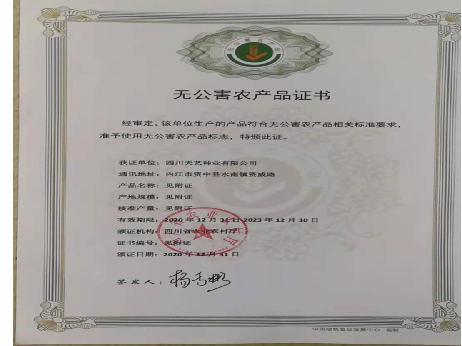 无公害农产品证书
经审定，该单位生产的产品符合无公害农产品相关标准要求，
准予使用无公害农产品标志，特颁此证。
获证单位：四川天艺种业有限公司
通讯地址：内江市资中县水南镇资威路
产品名称：见附证
产地规模：见附证
核准产量：见附证
有效期限：2020 年 12 月 31 日 2023 年 12 月 30 日
颁证机构：四川省农业农村厅
证书编号：见附证
颁证日期：2020 年 12 月 31 日
签发人：